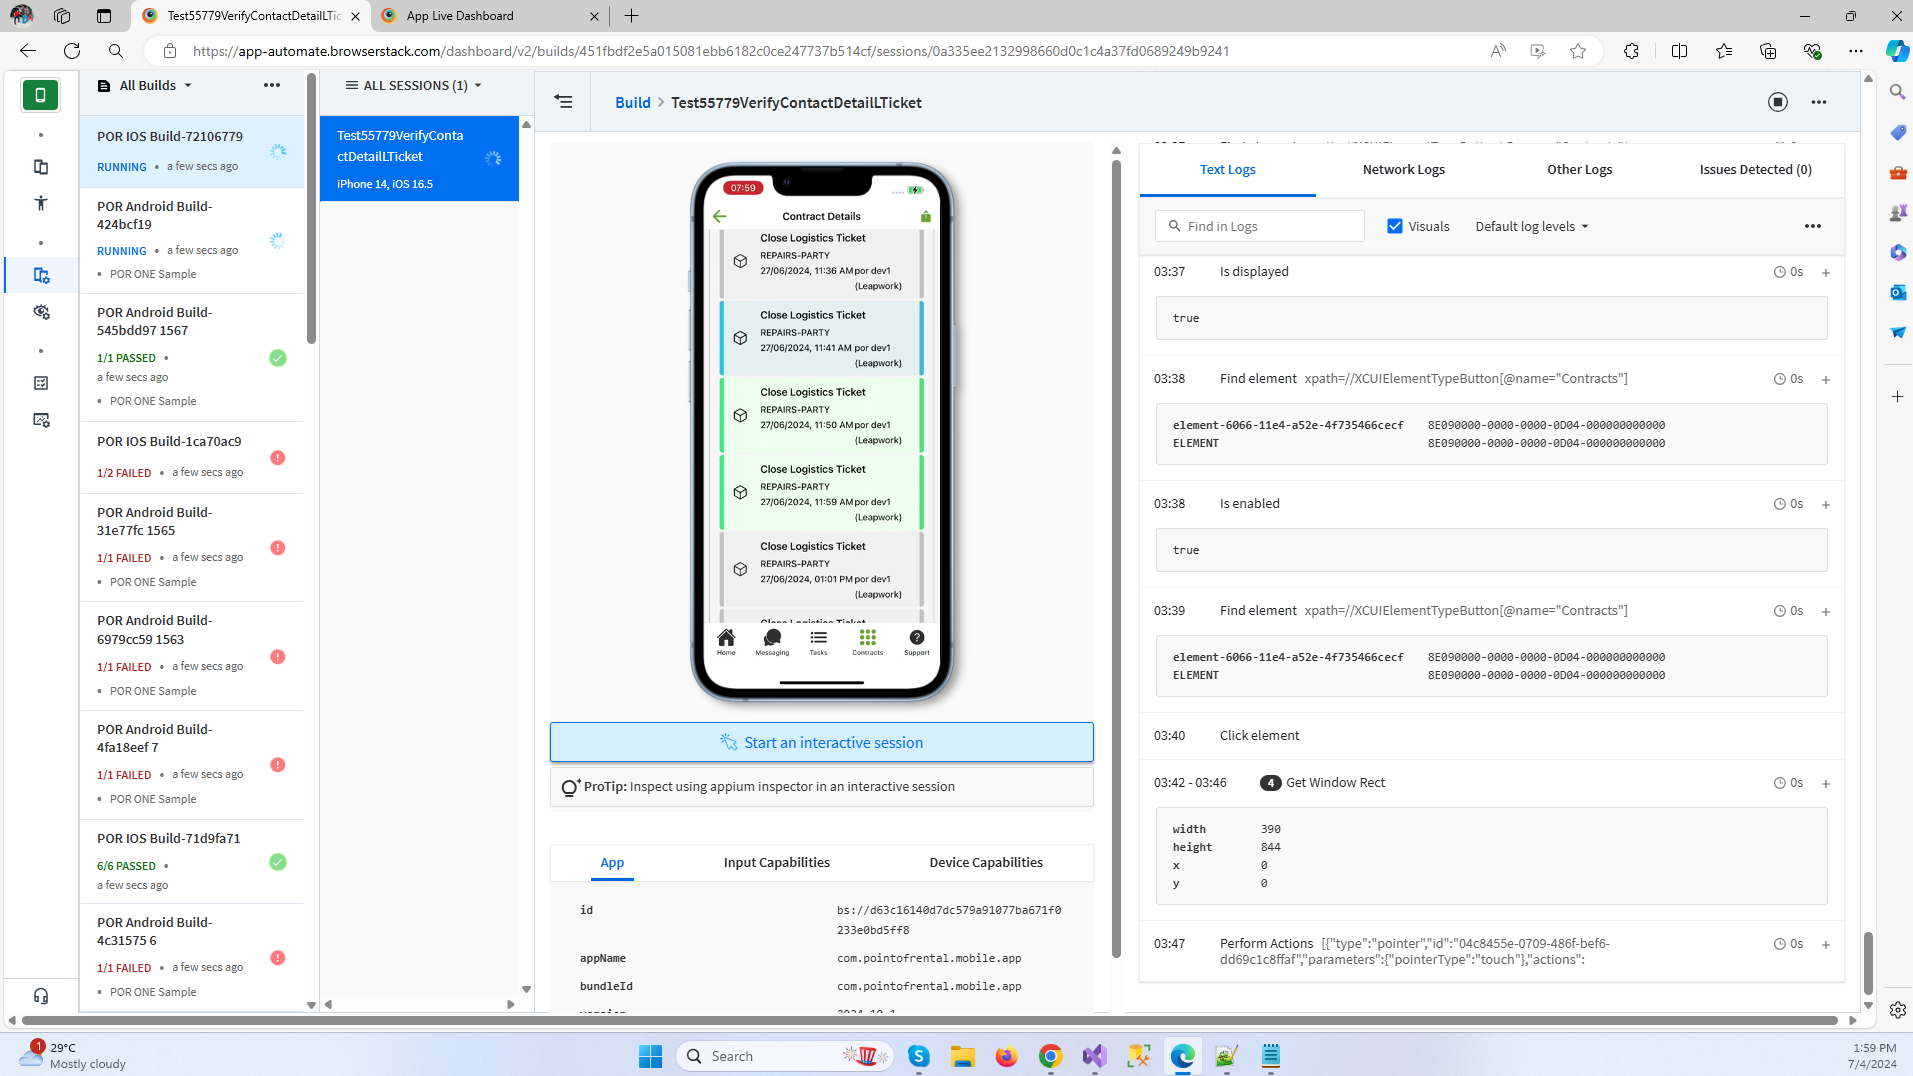 Test55779VerifyContactDetailLTic
App Live Dashboard
https://app-automate.browserstack.com/dashboard/v2/builds/451fbdf2e5a015081ebb6182c0ce247737b514cf/sessions/0a335ee2132998660d0c1c4a37fd0689249b9241
All Builds
ALL SESSIONS (1)
Build > Test55779VerifyContactDetailLTicket
POR IOS Build-72106779
RUNNING • a few secs ago
POR Android Build-
424bcf19
RUNNING • a few secs ago
• POR ONE Sample
POR Android Build-
545bdd97 1567
1/1 PASSED •
a few secs ago
• POR ONE Sample
POR IOS Build-1ca70ac9
1/2 FAILED • a few secs ago
POR Android Build-
31e77fc 1565
1/1 FAILED • a few secs ago
• POR ONE Sample
POR Android Build-
6979cc59 1563
1/1 FAILED • a few secs ago
• POR ONE Sample
POR Android Build-
4fa18eef 7
1/1 FAILED • a few secs ago
• POR ONE Sample
POR IOS Build-71d9fa71
6/6 PASSED •
a few secs ago
POR Android Build-
4c31575 6
1/1 FAILED • a few secs ago
• POR ONE Sample
Test55779VerifyConta
ctDetailLTicket
iPhone 14, iOS 16.5
07:59
Contract Details
Close Logistics Ticket
REPAIRS-PARTY
27/06/2024, 11:36 AM por dev1
(Leapwork)
Close Logistics Ticket
REPAIRS-PARTY
27/06/2024, 11:41 AM por dev1
(Leapwork)
Close Logistics Ticket
REPAIRS-PARTY
27/06/2024, 11:50 AM por dev1
(Leapwork)
Close Logistics Ticket
REPAIRS-PARTY
27/06/2024, 11:59 AM por dev1
(Leapwork)
Close Logistics Ticket
REPAIRS-PARTY
27/06/2024, 01:01 PM por dev1
(Leapwork)
Close Logistics Ticket
Home Messaging Tasks Contracts Support
Start an interactive session
ProTip: Inspect using appium inspector in an interactive session
App Input Capabilities Device Capabilities
id bs://d63c16140d7dc579a91077ba671f0
233e0bd5ff8
appName com.pointofrental.mobile.app
bundleId com.pointofrental.mobile.app
Text Logs Network Logs Other Logs Issues Detected (0)
Find in Logs Visuals Default log levels
03:37 Is displayed 0s +
true
03:38 Find element xpath=//XCUIElementTypeButton[@name="Contracts"] 0s +
element-6066-11e4-a52e-4f735466cecf 8E090000-0000-0000-0D04-000000000000
ELEMENT 8E090000-0000-0000-0D04-000000000000
03:38 Is enabled 0s +
true
03:39 Find element xpath=//XCUIElementTypeButton[@name="Contracts"] 0s +
element-6066-11e4-a52e-4f735466cecf 8E090000-0000-0000-0D04-000000000000
ELEMENT 8E090000-0000-0000-0D04-000000000000
03:40 Click element
03:42 - 03:46 4 Get Window Rect 0s +
width 390
height 844
x 0
y 0
03:47 Perform Actions [{"type":"pointer","id":"04c8455e-0709-486f-bef6-
dd69c1c8ffaf","parameters":{"pointerType":"touch"},"actions": 0s +
1
29°C
Mostly cloudy
Search
1:59 PM
7/4/2024